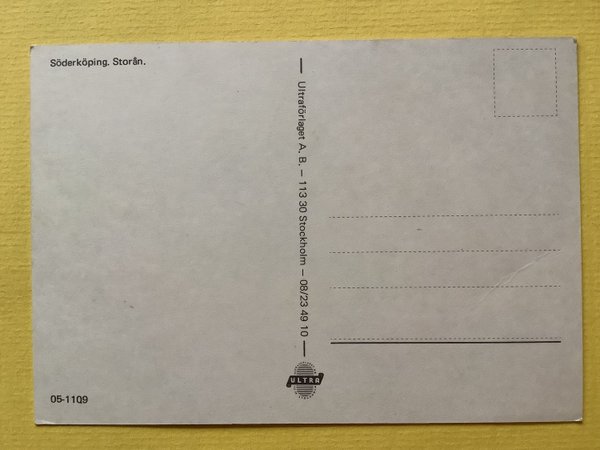 Söderköping. Storån.
Ultraförlaget A. B. – 113 30 Stockholm – 08/23 49 10
ULTRA
05-1109